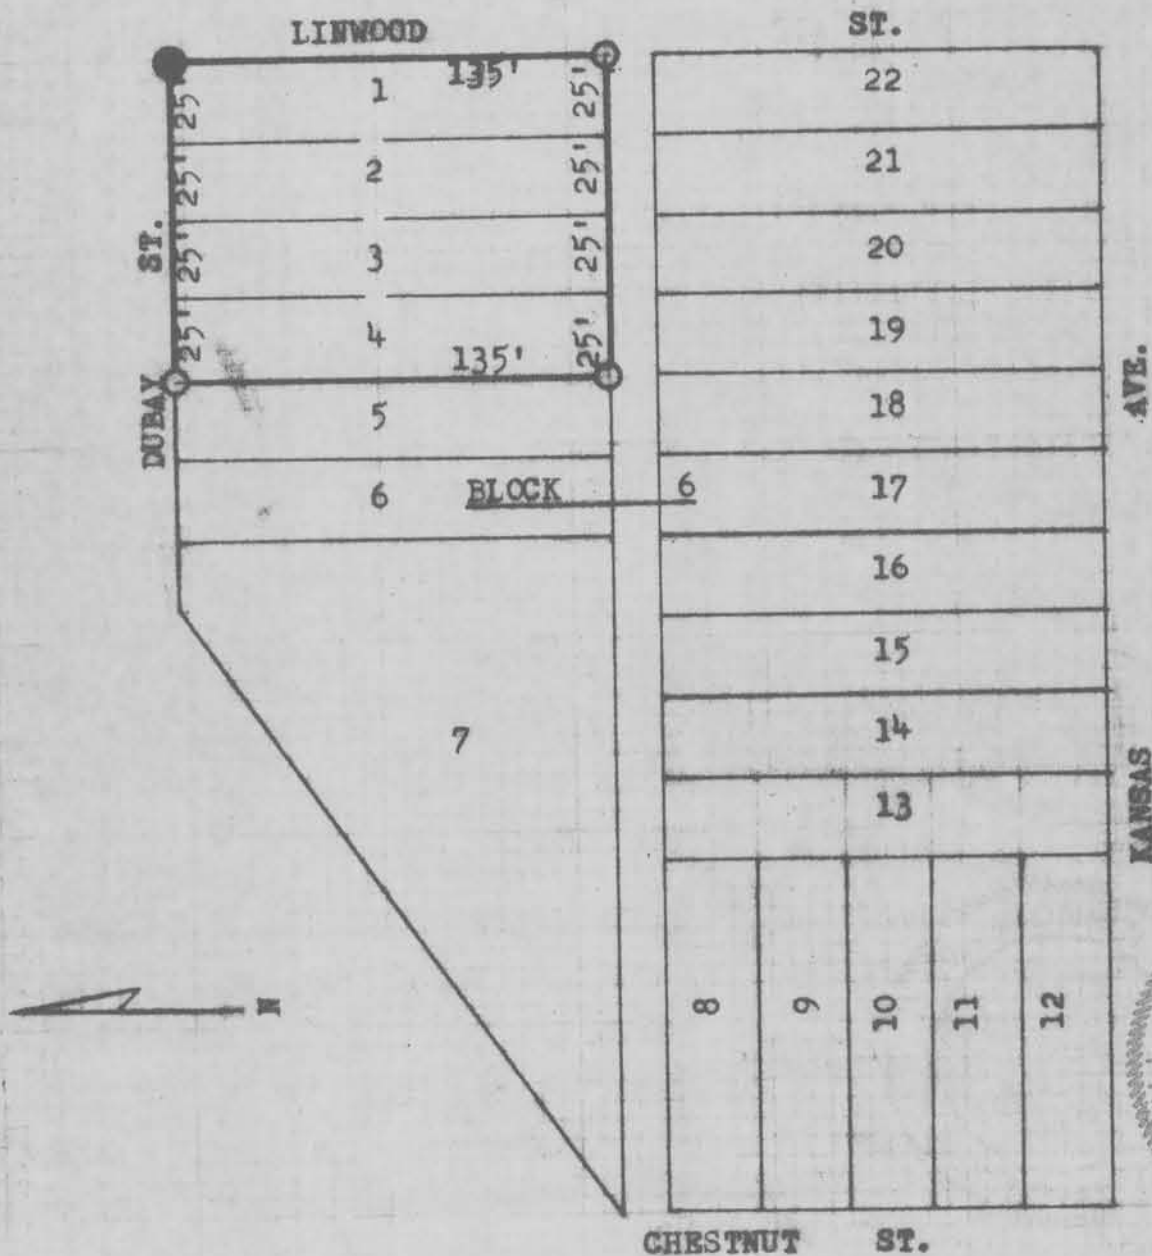 LINWOOD ST.
1 135' 22
25' 25'
2 21
25' 25'
3 20
25' 25'
4 19
25' 135' 25'
DUBAY ST.
5 18
6 BLOCK 6 17
16
15
7 14
13
KANSAS AVE.
8 9 10 11 12
N
CHESTNUT ST.